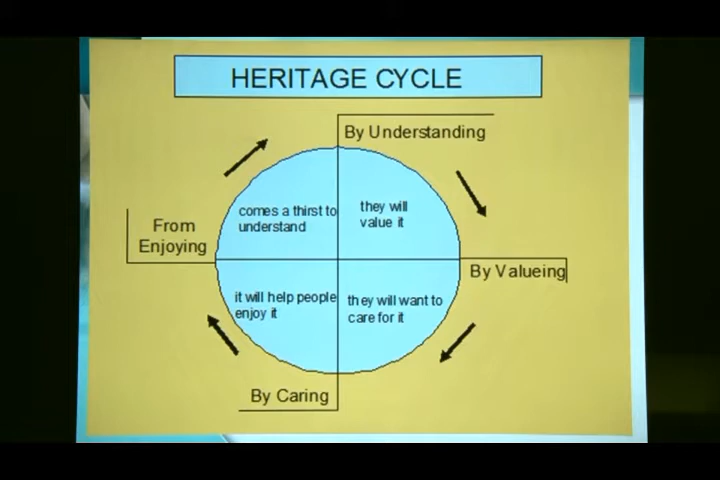 HERITAGE CYCLE
By Understanding
they will
value it
By Valueing
they will want to
care for it
By Caring
it will help people
enjoy it
From
Enjoying
comes a thirst to
understand